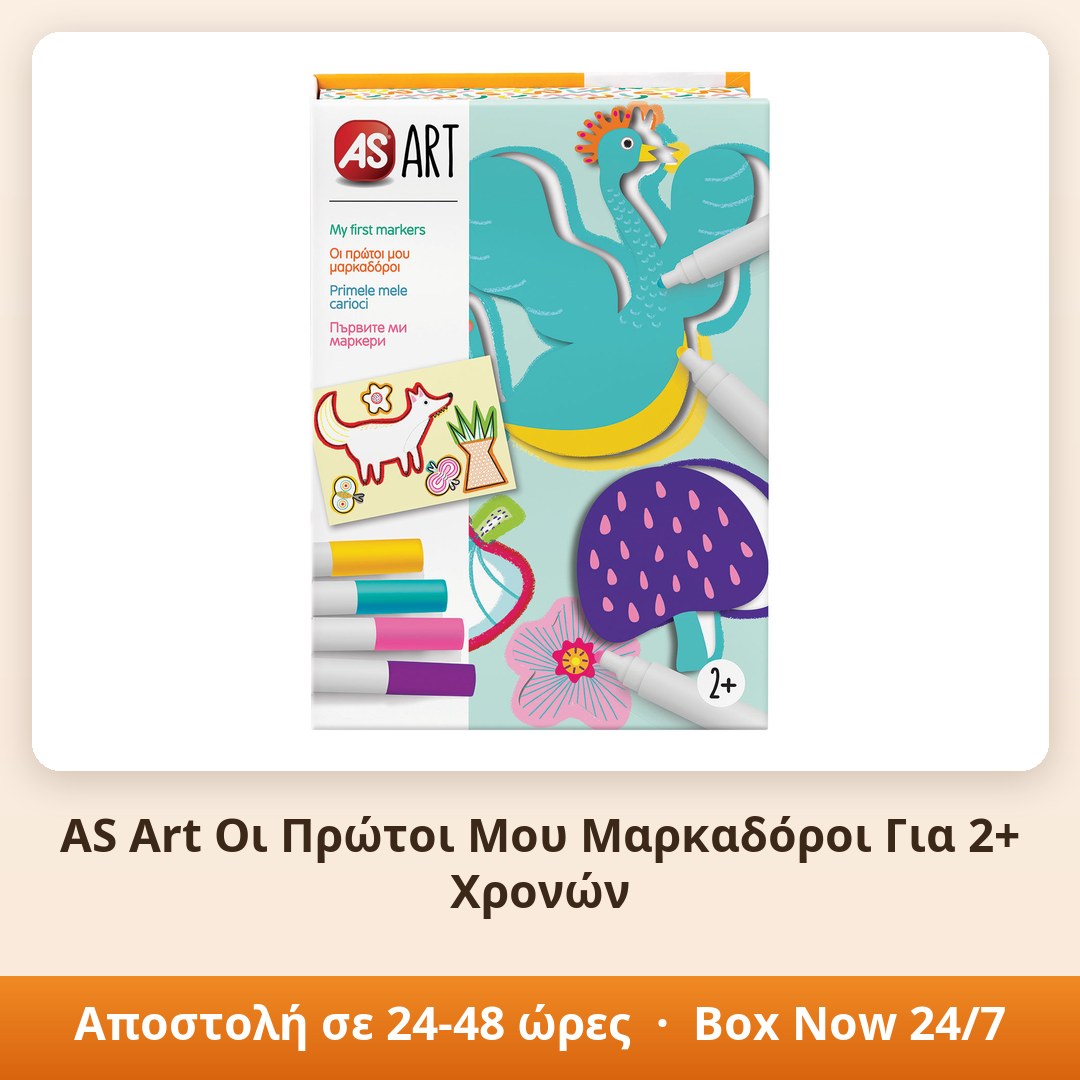 AS ART
My first markers
Οι πρώτοι μου
μαρκαδόροι
Primele mele
carioci
Първите ми
маркери
2+
AS Art Οι Πρώτοι Μου Μαρκαδόροι Για 2+
Χρονών
Αποστολή σε 24-48 ώρες · Box Now 24/7